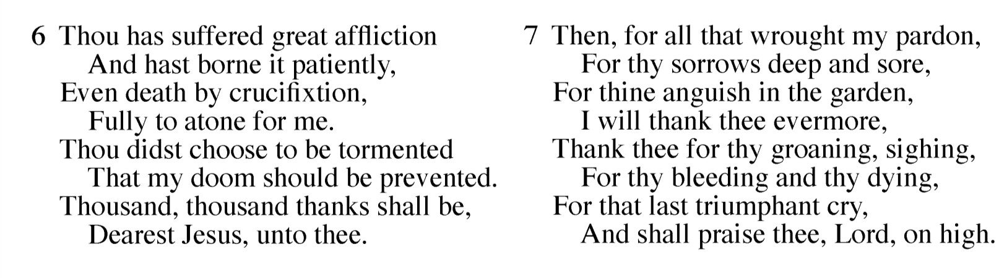 6 Thou has suffered great affliction
And hast borne it patiently,
Even death by crucifixtion,
Fully to atone for me.
Thou didst choose to be tormented
That my doom should be prevented.
Thousand, thousand thanks shall be,
Dearest Jesus, unto thee.
7 Then, for all that wrought my pardon,
For thy sorrows deep and sore,
For thine anguish in the garden,
I will thank thee evermore,
Thank thee for thy groaning, sighing,
For thy bleeding and thy dying,
For that last triumphant cry,
And shall praise thee, Lord, on high.